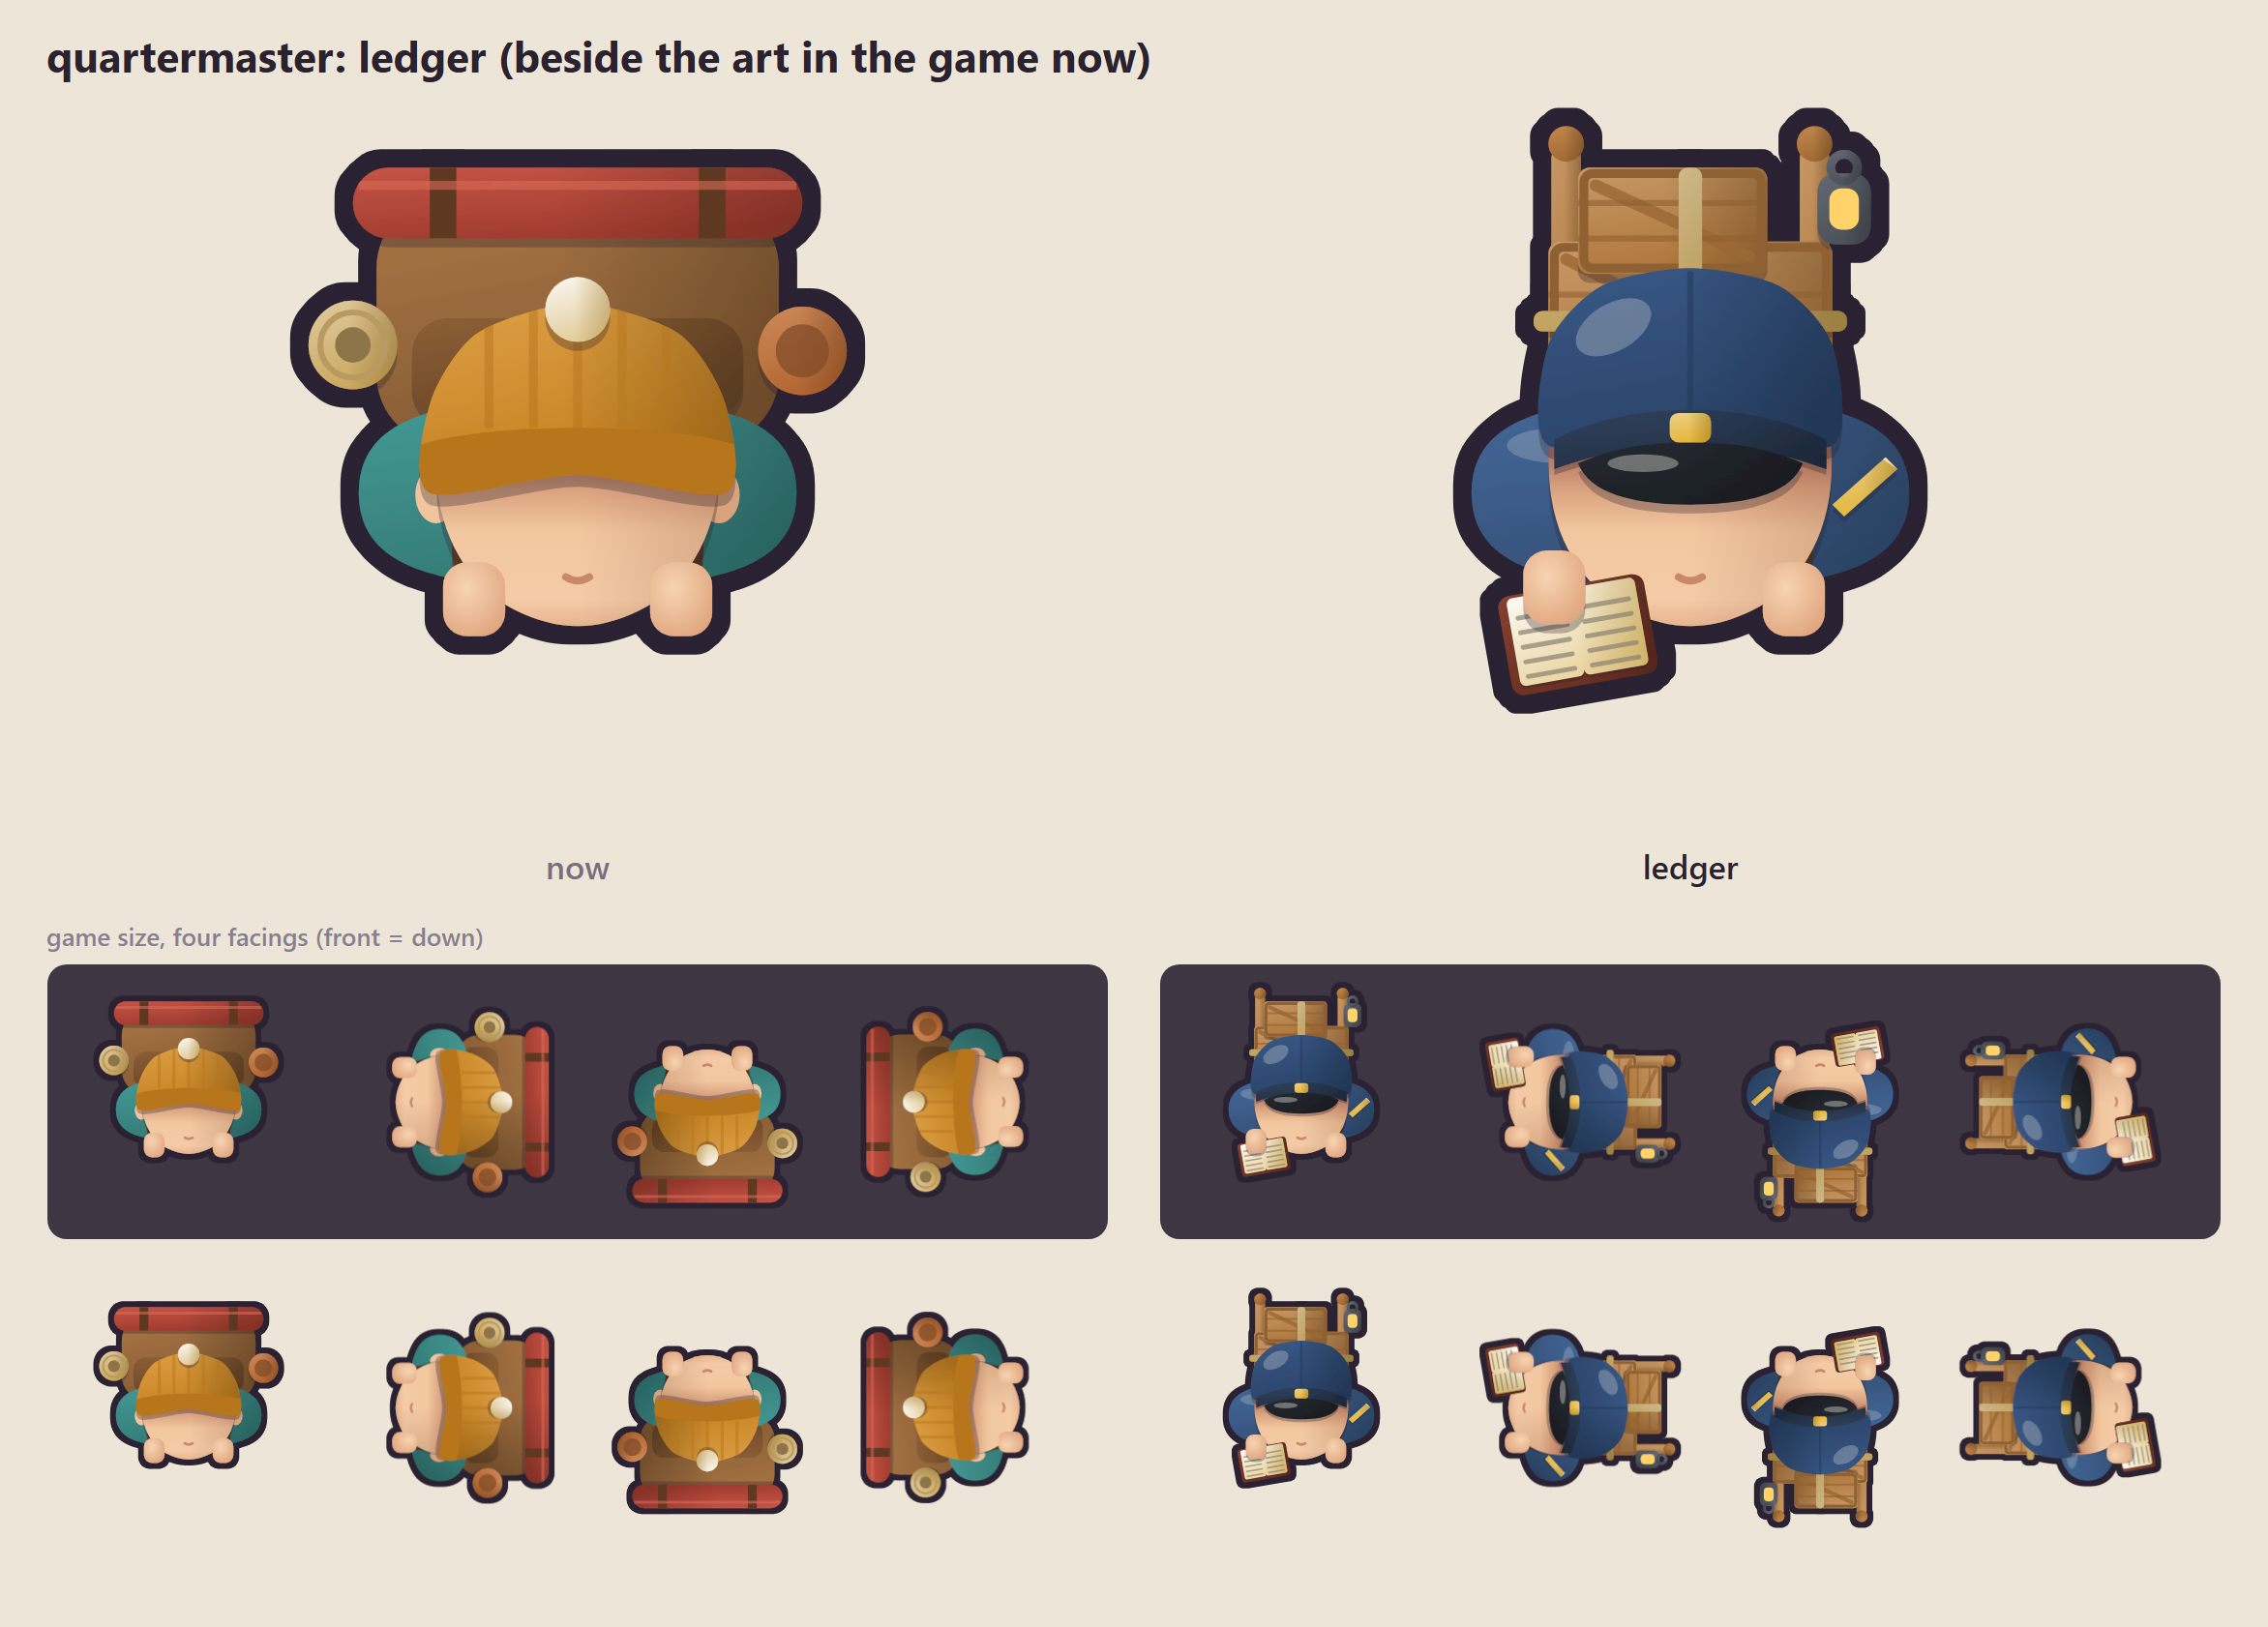 quartermaster: ledger (beside the art in the game now)
now
ledger
game size, four facings (front = down)